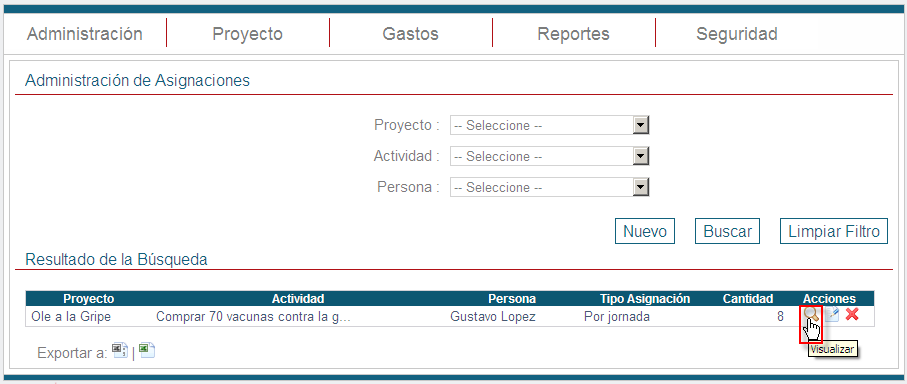 Administración Proyecto Gastos Reportes Seguridad
Administración de Asignaciones
Proyecto : -- Seleccione --
Actividad : -- Seleccione --
Persona : -- Seleccione --
Nuevo Buscar Limpiar Filtro
Resultado de la Búsqueda
Proyecto Actividad Persona Tipo Asignación Cantidad Acciones
Ole a la Gripe Comprar 70 vacunas contra la g... Gustavo Lopez Por jornada 8
Visualizar
Exportar a: |